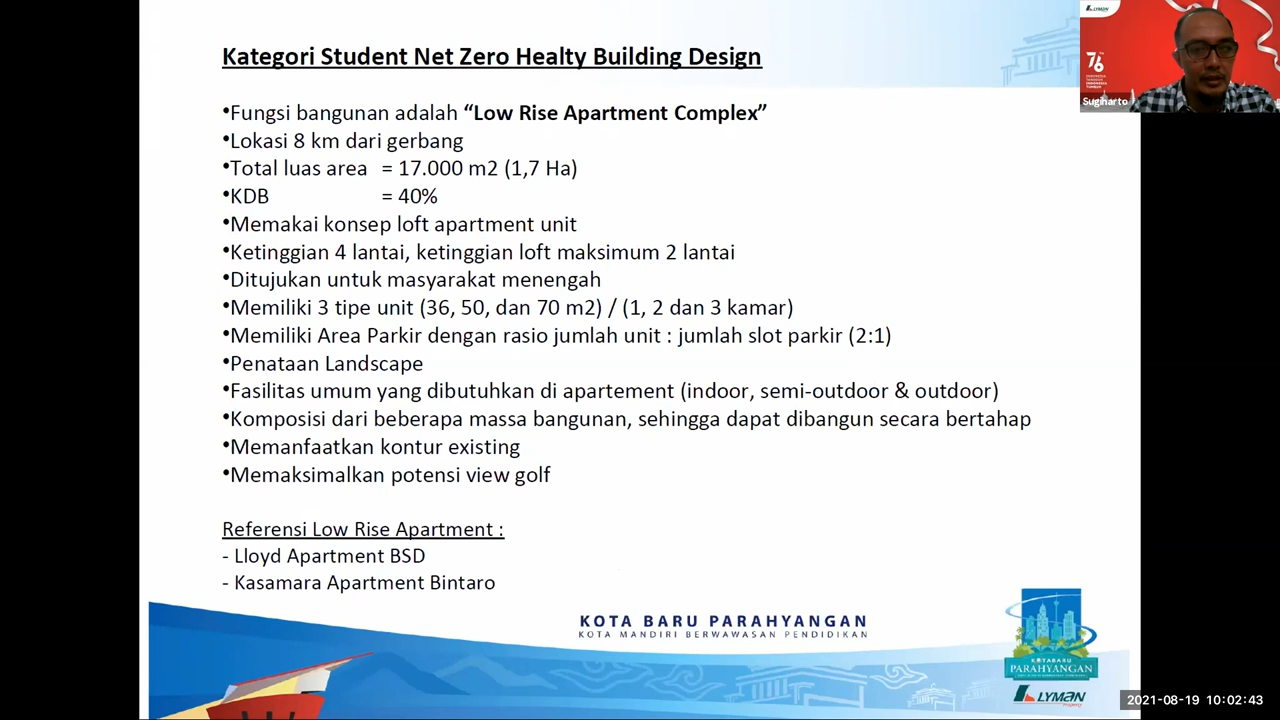 Kategori Student Net Zero Healty Building Design
•Fungsi bangunan adalah “Low Rise Apartment Complex”
•Lokasi 8 km dari gerbang
•Total luas area = 17.000 m2 (1,7 Ha)
•KDB = 40%
•Memakai konsep loft apartment unit
•Ketinggian 4 lantai, ketinggian loft maksimum 2 lantai
•Ditujukan untuk masyarakat menengah
•Memiliki 3 tipe unit (36, 50, dan 70 m2) / (1, 2 dan 3 kamar)
•Memiliki Area Parkir dengan rasio jumlah unit : jumlah slot parkir (2:1)
•Penataan Landscape
•Fasilitas umum yang dibutuhkan di apartement (indoor, semi-outdoor & outdoor)
•Komposisi dari beberapa massa bangunan, sehingga dapat dibangun secara bertahap
•Memanfaatkan kontur existing
•Memaksimalkan potensi view golf
Referensi Low Rise Apartment :
- Lloyd Apartment BSD
- Kasamara Apartment Bintaro
KOTA BARU PARAHYANGAN
KOTA MANDIRI BERWAWASAN PENDIDIKAN
KOTABARU
PARAHYANGAN
LYMAN
LYMAN
76
Sugiharto
2021-08-19 10:02:43